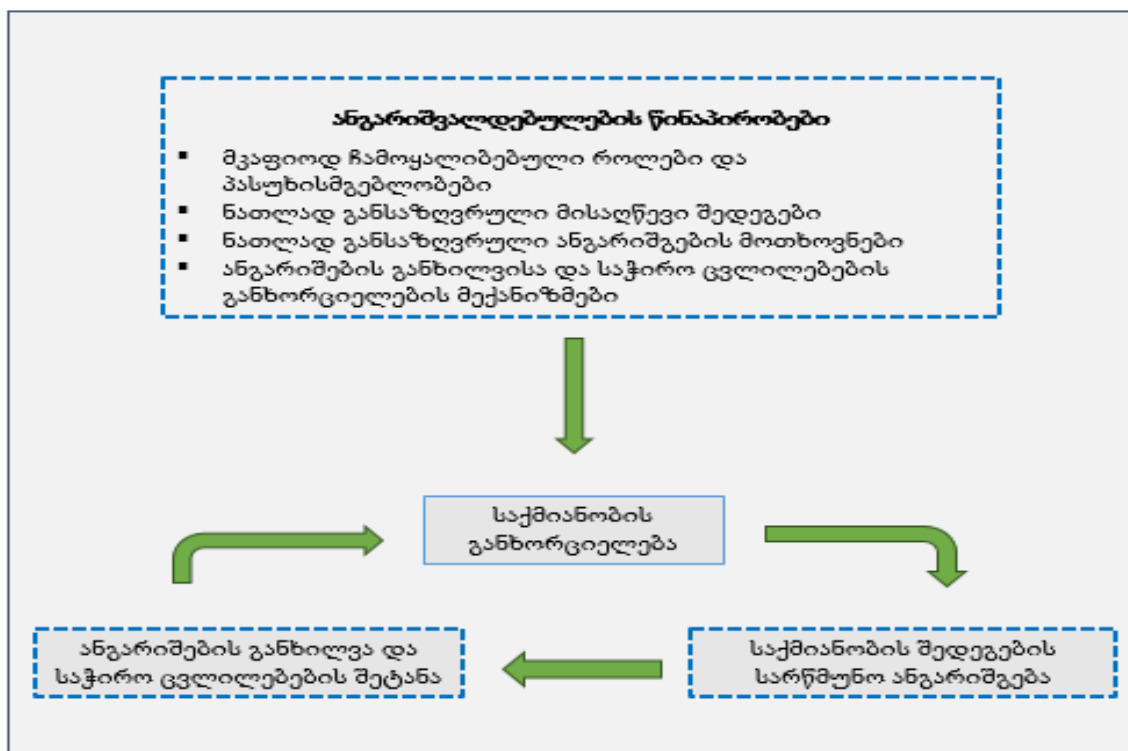 ანგარიშვალდებულების წინაპირობები
▪ მკაფიოდ ჩამოყალიბებული როლები და
პასუხისმგებლობები
▪ ნათლად განსაზღვრული მისაღწევი შედეგები
▪ ნათლად განსაზღვრული ანგარიშგების მოთხოვნები
▪ ანგარიშების განხილვისა და საჭირო ცვლილებების
განხორციელების მექანიზმები
საქმიანობის
განხორციელება
ანგარიშების განხილვა და
საჭირო ცვლილებების შეტანა
საქმიანობის შედეგების
სარწმუნო ანგარიშგება